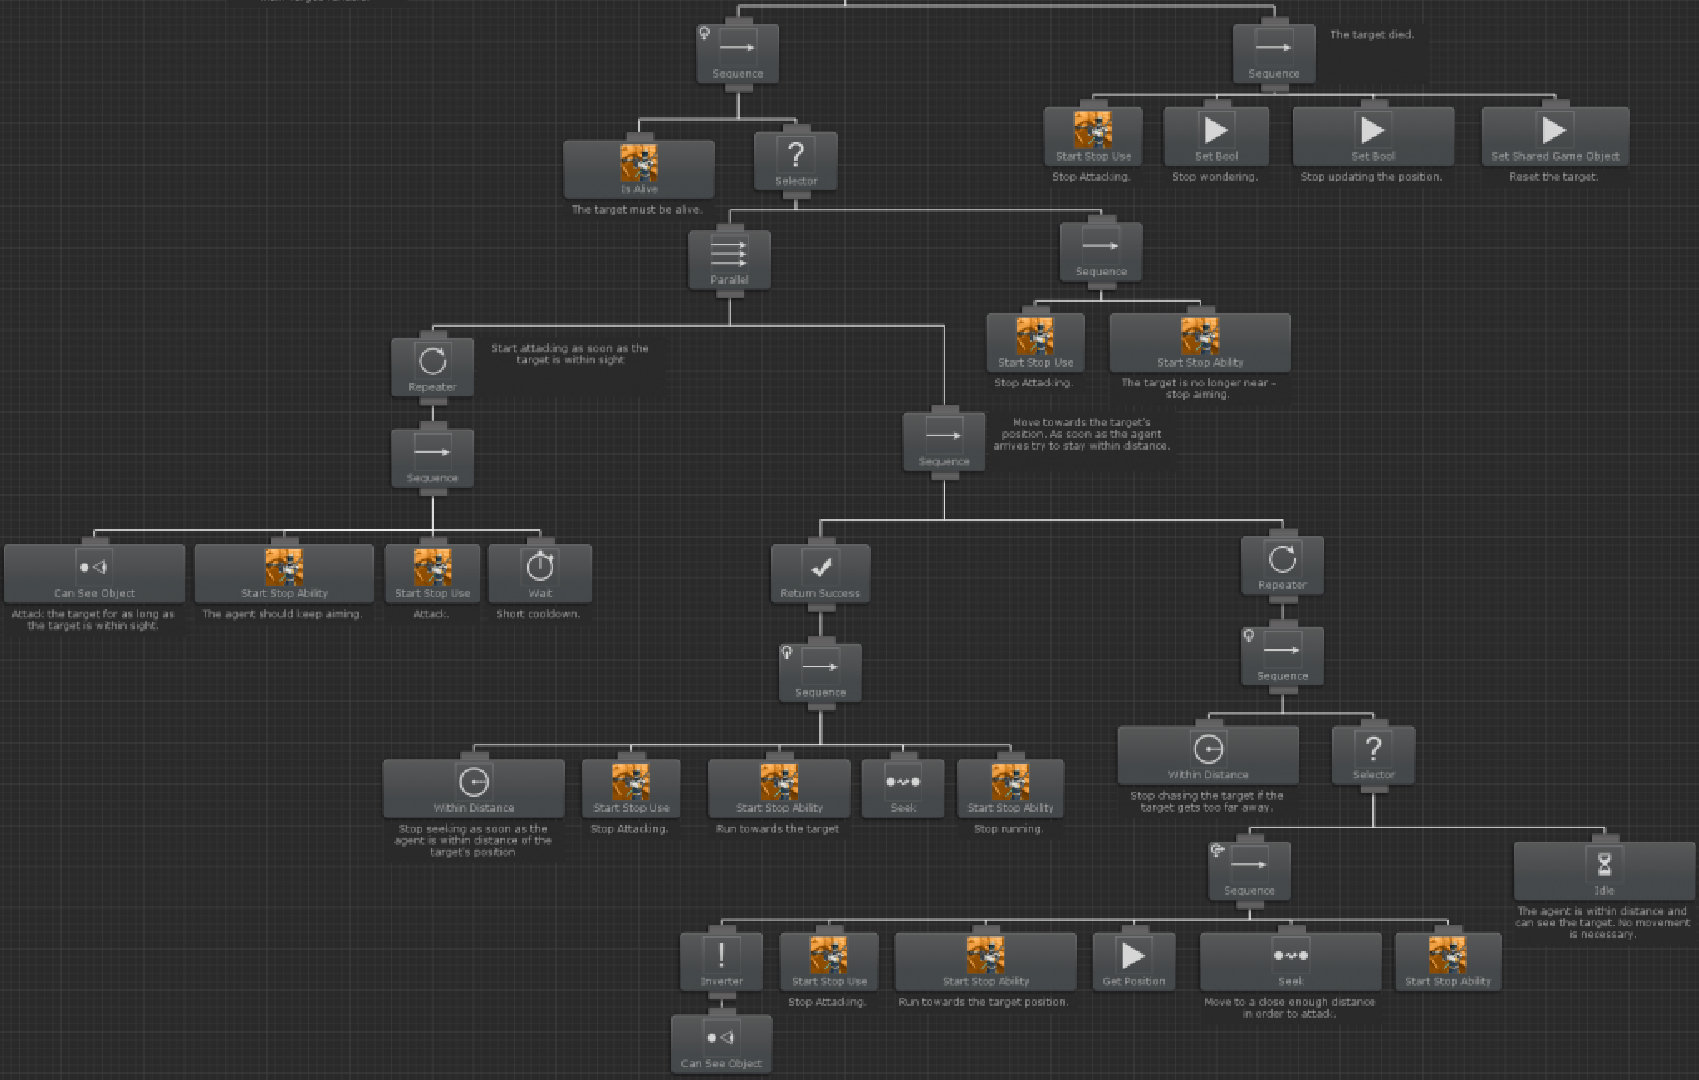 Sequence
Sequence
The target died.
Start Stop Use
Set Bool
Set Bool
Set Shared Game Object
Stop Attacking.
Stop wondering.
Stop updating the position.
Reset the target.
Is Alive
Selector
The target must be alive.
Parallel
Sequence
Start Stop Use
Start Stop Ability
Stop Attacking.
The target is no longer near -
stop aiming.
Repeater
Start attacking as soon as the
target is within sight
Sequence
Move towards the target's
position. As soon as the agent
arrives try to stay within distance.
Sequence
Can See Object
Start Stop Ability
Start Stop Use
Wait
Attack the target for as long as
the target is within sight.
The agent should keep aiming.
Attack.
Short cooldown.
Return Success
Repeater
Sequence
Sequence
Within Distance
Start Stop Use
Start Stop Ability
Seek
Start Stop Ability
Stop seeking as soon as the
agent is within distance of the
target's position
Stop Attacking.
Run towards the target
Stop running.
Within Distance
Selector
Stop chasing the target if the
target gets too far away.
Sequence
Idle
The agent is within distance and
can see the target. No movement
is necessary.
Inverter
Start Stop Use
Start Stop Ability
Get Position
Seek
Start Stop Ability
Stop Attacking.
Run towards the target position.
Move to a close enough distance
in order to attack.
Can See Object